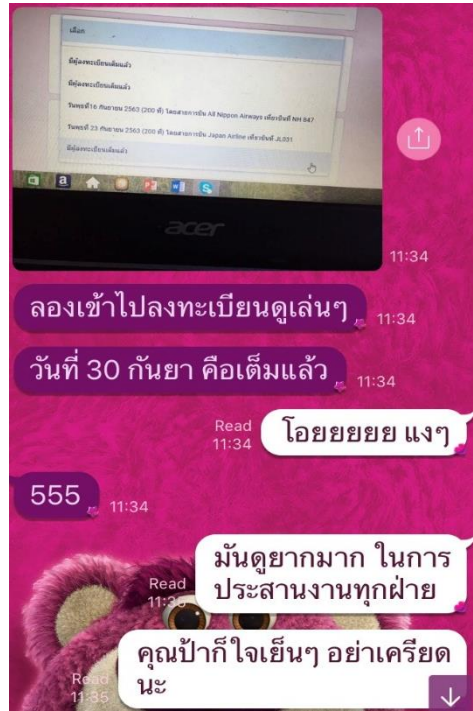 เลือก
มีผู้ลงทะเบียนเต็มแล้ว
มีผู้ลงทะเบียนเต็มแล้ว
วันพุธที่16 กันยายน 2563 (200 ที่) โดยสายการบิน All Nippon Airways เที่ยวบินที่ NH 847
วันพุธที่ 23 กันยายน 2563 (200 ที่) โดยสายการบิน Japan Airline เที่ยวบินที่ JL031
มีผู้ลงทะเบียนเต็มแล้ว
acer
11:34
ลองเข้าไปลงทะเบียนดูเล่นๆ
11:34
วันที่ 30 กันยา คือเต็มแล้ว
11:34
Read
11:34
โอยยยยย แงๆ
555
11:34
มันดูยากมาก ในการ
ประสานงานทุกฝ่าย
Read
11:35
คุณป้าก็ใจเย็นๆ อย่าเครียด
นะ
Read
11:35